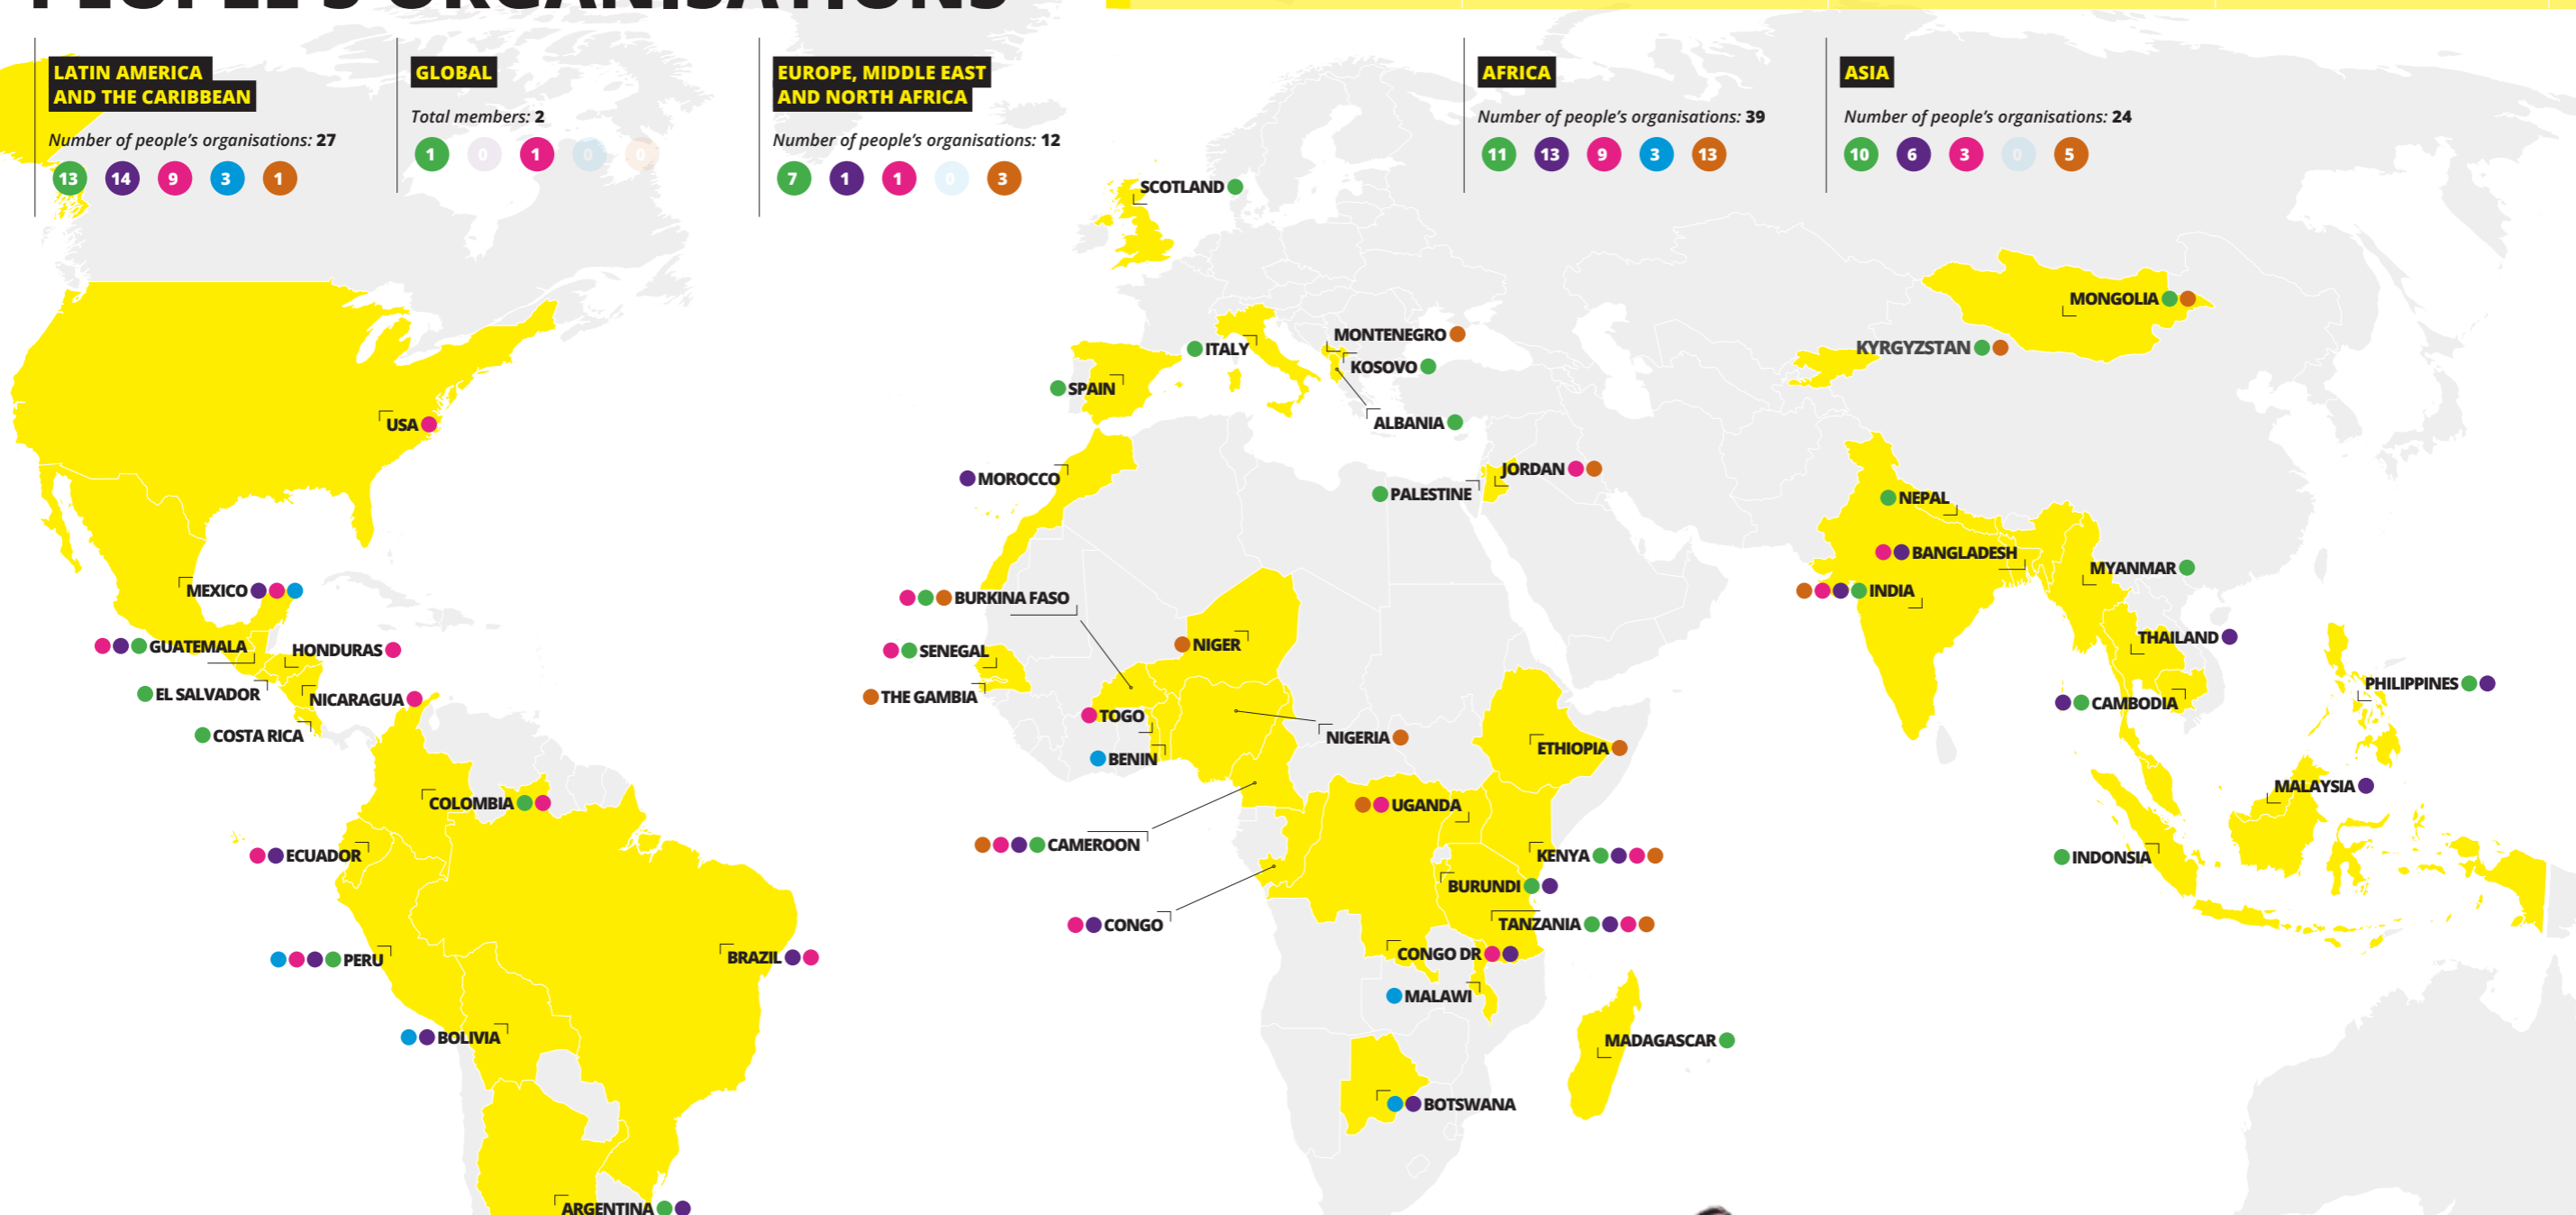 PEOPLE'S ORGANISATIONS
LATIN AMERICA
AND THE CARIBBEAN
Number of people's organisations: 27
13 14 9 3 1
GLOBAL
Total members: 2
1 0 1 0 0
EUROPE, MIDDLE EAST
AND NORTH AFRICA
Number of people's organisations: 12
7 1 1 0 3
AFRICA
Number of people's organisations: 39
11 13 9 3 13
ASIA
Number of people's organisations: 24
10 6 3 0 5
SCOTLAND
MONGOLIA
MONTENEGRO
ITALY
KYRGYZSTAN
KOSOVO
SPAIN
ALBANIA
USA
JORDAN
MOROCCO
PALESTINE
NEPAL
BANGLADESH
MYANMAR
MEXICO
BURKINA FASO
INDIA
THAILAND
GUATEMALA
HONDURAS
SENEGAL
NIGER
PHILIPPINES
EL SALVADOR
NICARAGUA
THE GAMBIA
CAMBODIA
TOGO
COSTA RICA
NIGERIA
ETHIOPIA
BENIN
MALAYSIA
COLOMBIA
UGANDA
CAMEROON
ECUADOR
KENYA
INDONSIA
BURUNDI
CONGO
TANZANIA
PERU
BRAZIL
CONGO DR
MALAWI
BOLIVIA
MADAGASCAR
BOTSWANA
ARGENTINA